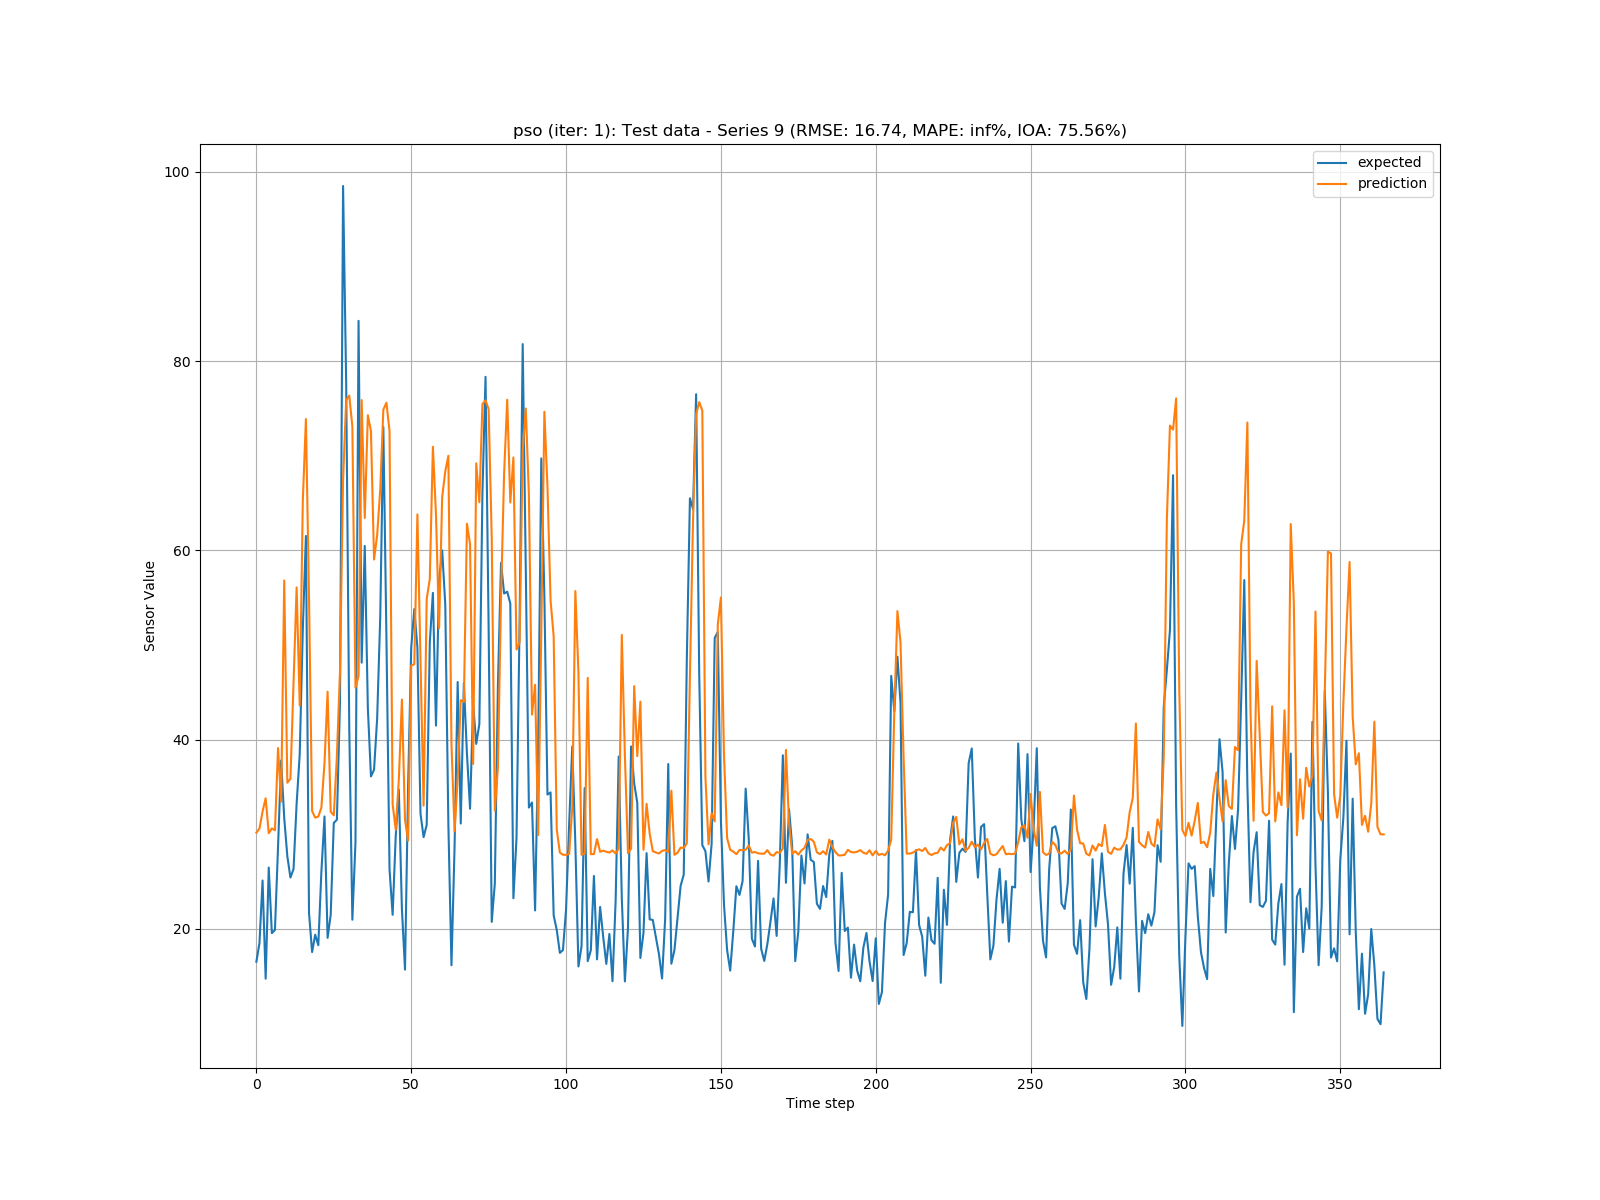 pso (iter: 1): Test data - Series 9 (RMSE: 16.74, MAPE: inf%, IOA: 75.56%)
expected
prediction
100
80
60
40
20
Sensor Value
0 50 100 150 200 250 300 350
Time step